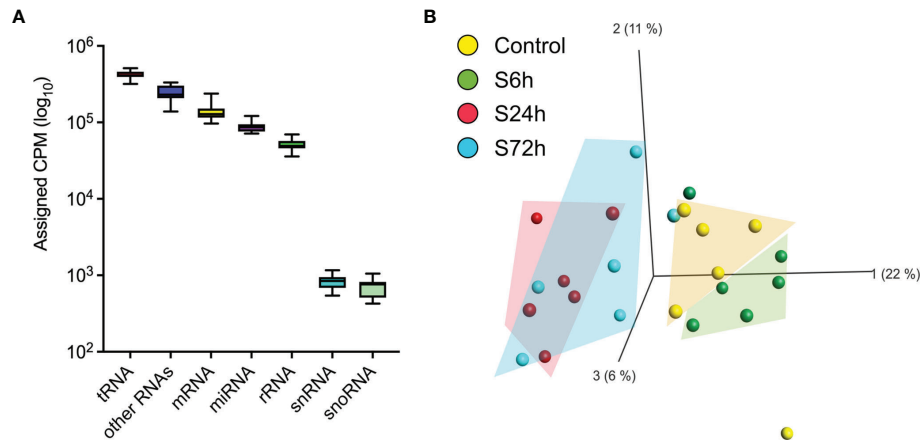 A
Assigned CPM (log10)
10^6
10^5
10^4
10^3
10^2
tRNA
other RNAs
mRNA
miRNA
rRNA
snRNA
snoRNA
B
Control
S6h
S24h
S72h
2 (11 %)
1 (22 %)
3 (6 %)